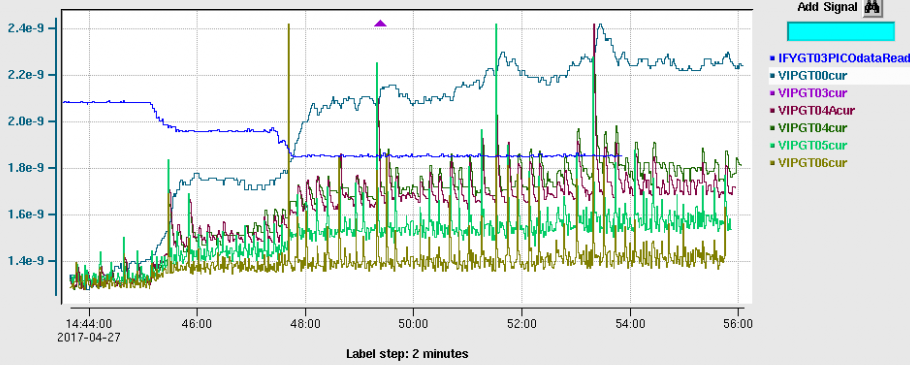 Add Signal
2.4e-9
2.2e-9
2.0e-9
1.8e-9
1.6e-9
1.4e-9
IFYGT03PICOdataRead
VIPGT00cur
VIPGT03cur
VIPGT04Acur
VIPGT04cur
VIPGT05cur
VIPGT06cur
14:44:00 46:00 48:00 50:00 52:00 54:00 56:00
2017-04-27
Label step: 2 minutes